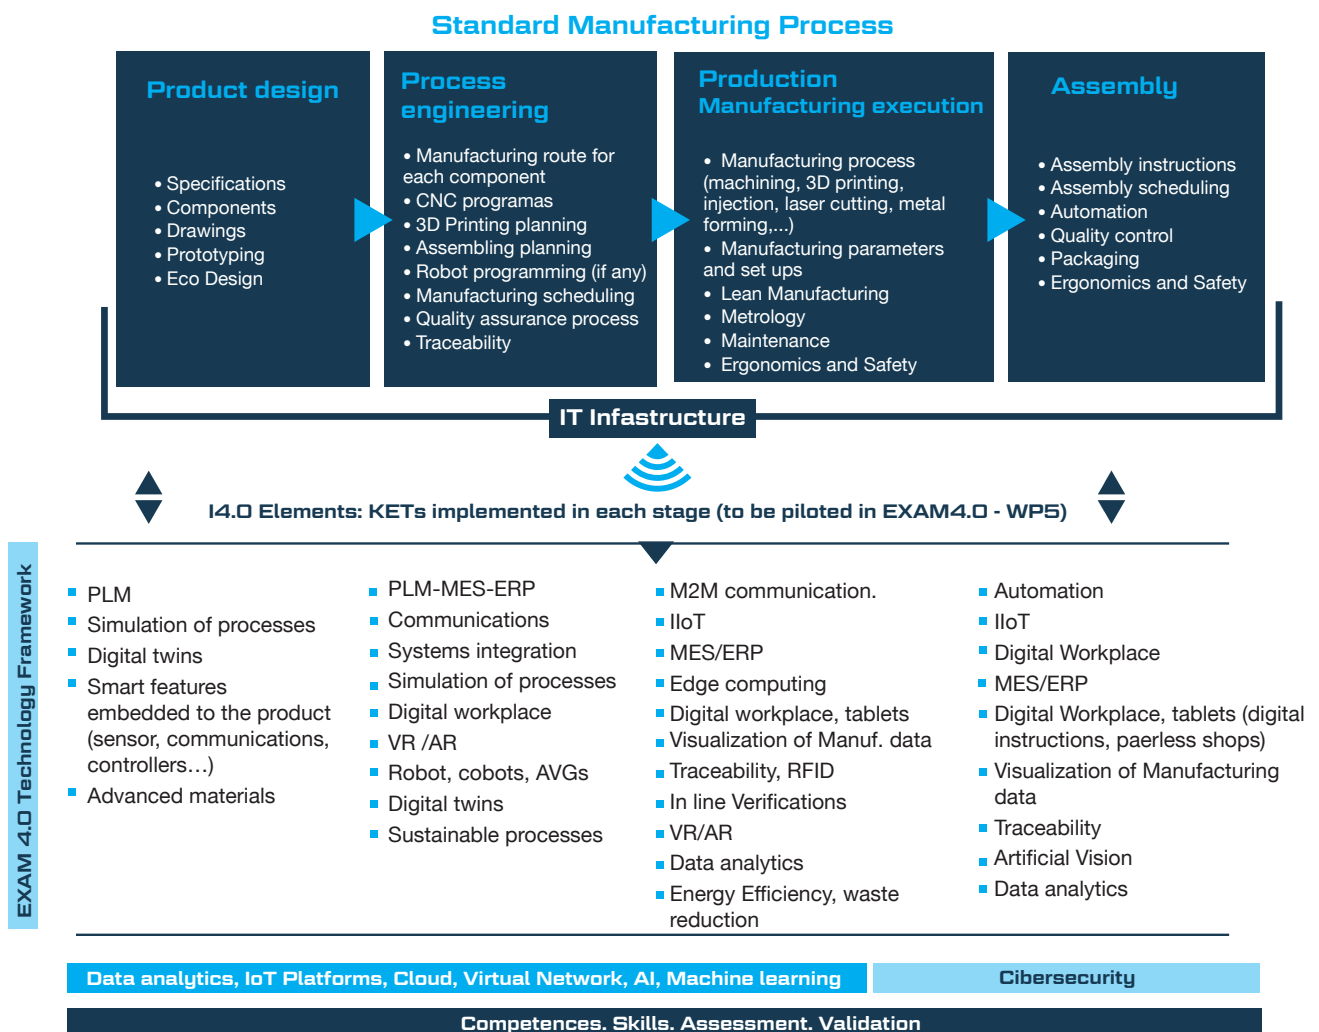 Standard Manufacturing Process
Product design
• Specifications
• Components
• Drawings
• Prototyping
• Eco Design
Process
engineering
• Manufacturing route for
each component
• CNC programas
• 3D Printing planning
• Assembling planning
• Robot programming (if any)
• Manufacturing scheduling
• Quality assurance process
• Traceability
Production
Manufacturing execution
• Manufacturing process
(machining, 3D printing,
injection, laser cutting, metal
forming,...)
• Manufacturing parameters
and set ups
• Lean Manufacturing
• Metrology
• Maintenance
• Ergonomics and Safety
Assembly
• Assembly instructions
• Assembly scheduling
• Automation
• Quality control
• Packaging
• Ergonomics and Safety
IT Infastructure
I4.0 Elements: KETs implemented in each stage (to be piloted in EXAM4.0 - WP5)
EXAM 4.0 Technology Framework
PLM
Simulation of processes
Digital twins
Smart features
embedded to the product
(sensor, communications,
controllers…)
Advanced materials
PLM-MES-ERP
Communications
Systems integration
Simulation of processes
Digital workplace
VR /AR
Robot, cobots, AVGs
Digital twins
Sustainable processes
M2M communication.
IIoT
MES/ERP
Edge computing
Digital workplace, tablets
Visualization of Manuf. data
Traceability, RFID
In line Verifications
VR/AR
Data analytics
Energy Efficiency, waste
reduction
Automation
IIoT
Digital Workplace
MES/ERP
Digital Workplace, tablets (digital
instructions, paerless shops)
Visualization of Manufacturing
data
Traceability
Artificial Vision
Data analytics
Data analytics, IoT Platforms, Cloud, Virtual Network, AI, Machine learning
Cibersecurity
Competences. Skills. Assessment. Validation